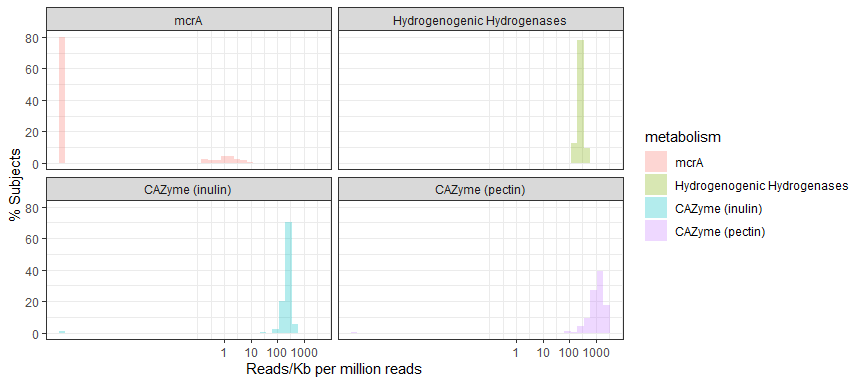 mcrA
Hydrogenogenic Hydrogenases
80
60
40
20
0
CAZyme (inulin)
CAZyme (pectin)
80
60
40
20
0
% Subjects
1 10 100 1000
1 10 100 1000
Reads/Kb per million reads
metabolism
mcrA
Hydrogenogenic Hydrogenases
CAZyme (inulin)
CAZyme (pectin)